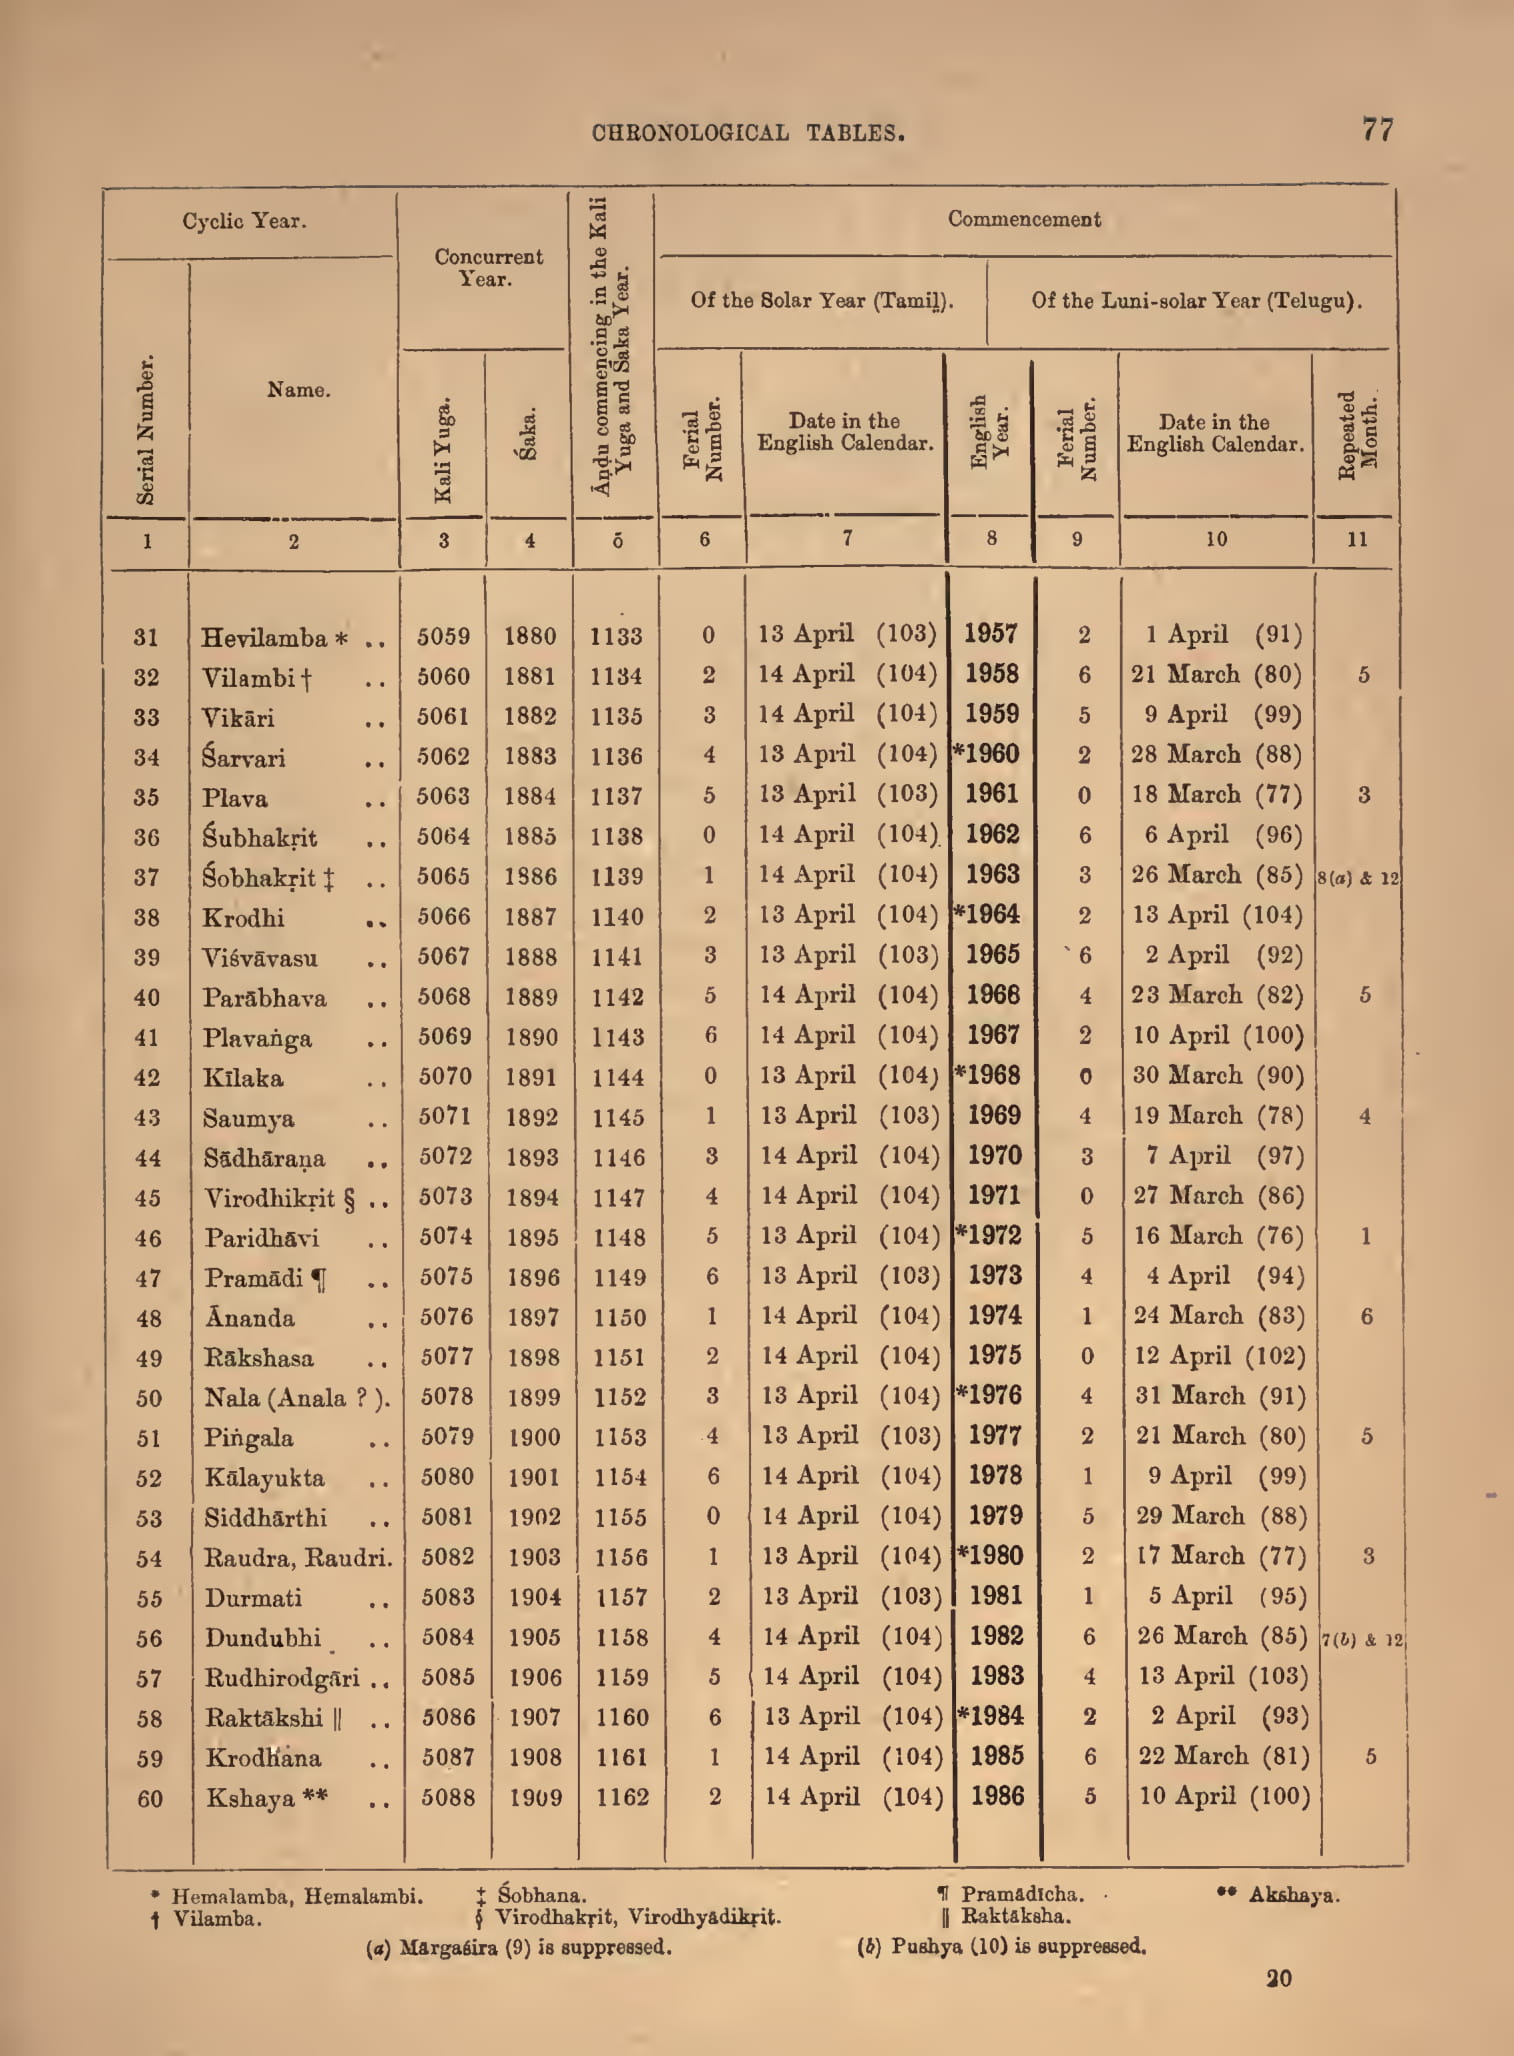 CHRONOLOGICAL TABLES. 77
Cyclic Year. Concurrent Year. Āṇḍu commencing in the Kali Yuga and Śaka Year. Commencement
Of the Solar Year (Tamiḻ). Of the Luni-solar Year (Telugu).
Serial Number. Name. Kali Yuga. Śaka. Ferial Number. Date in the English Calendar. English Year. Ferial Number. Date in the English Calendar. Repeated Month.
1 2 3 4 5 6 7 8 9 10 11
31 Hevilamba * .. 5059 1880 1133 0 13 April (103) 1957 2 1 April (91)
32 Vilambi † .. 5060 1881 1134 2 14 April (104) 1958 6 21 March (80) 5
33 Vikāri .. 5061 1882 1135 3 14 April (104) 1959 5 9 April (99)
34 Śarvari .. 5062 1883 1136 4 13 April (104) *1960 2 28 March (88)
35 Plava .. 5063 1884 1137 5 13 April (103) 1961 0 18 March (77) 3
36 Śubhakṛit .. 5064 1885 1138 0 14 April (104) 1962 6 6 April (96)
37 Śobhakṛit ‡ .. 5065 1886 1139 1 14 April (104) 1963 3 26 March (85) 8(a) & 12
38 Krodhi .. 5066 1887 1140 2 13 April (104) *1964 2 13 April (104)
39 Viśvāvasu .. 5067 1888 1141 3 13 April (103) 1965 6 2 April (92)
40 Parābhava .. 5068 1889 1142 5 14 April (104) 1966 4 23 March (82) 5
41 Plavaṅga .. 5069 1890 1143 6 14 April (104) 1967 2 10 April (100)
42 Kīlaka .. 5070 1891 1144 0 13 April (104) *1968 0 30 March (90)
43 Saumya .. 5071 1892 1145 1 13 April (103) 1969 4 19 March (78) 4
44 Sādhāraṇa .. 5072 1893 1146 3 14 April (104) 1970 3 7 April (97)
45 Virodhikṛit § .. 5073 1894 1147 4 14 April (104) 1971 0 27 March (86)
46 Paridhāvi .. 5074 1895 1148 5 13 April (104) *1972 5 16 March (76) 1
47 Pramādi ¶ .. 5075 1896 1149 6 13 April (103) 1973 4 4 April (94)
48 Ānanda .. 5076 1897 1150 1 14 April (104) 1974 1 24 March (83) 6
49 Rākshasa .. 5077 1898 1151 2 14 April (104) 1975 0 12 April (102)
50 Nala (Anala ? ). 5078 1899 1152 3 13 April (104) *1976 4 31 March (91)
51 Piṅgala .. 5079 1900 1153 4 13 April (103) 1977 2 21 March (80) 5
52 Kālayukta .. 5080 1901 1154 6 14 April (104) 1978 1 9 April (99)
53 Siddhārthi .. 5081 1902 1155 0 14 April (104) 1979 5 29 March (88)
54 Raudra, Raudri. 5082 1903 1156 1 13 April (104) *1980 2 17 March (77) 3
55 Durmati .. 5083 1904 1157 2 13 April (103) 1981 1 5 April (95)
56 Dundubhi .. 5084 1905 1158 4 14 April (104) 1982 6 26 March (85) 7(b) & 12
57 Rudhirodgāri .. 5085 1906 1159 5 14 April (104) 1983 4 13 April (103)
58 Raktākshi ‖ .. 5086 1907 1160 6 13 April (104) *1984 2 2 April (93)
59 Krodhana .. 5087 1908 1161 1 14 April (104) 1985 6 22 March (81) 5
60 Kshaya ** .. 5088 1909 1162 2 14 April (104) 1986 5 10 April (100)
* Hemalamba, Hemalambi. ‡ Śobhana. ¶ Pramādīcha. ** Akshaya.
† Vilamba. § Virodhakṛit, Virodhyādikṛit. ‖ Raktāksha.
(a) Mārgaśira (9) is suppressed. (b) Pushya (10) is suppressed.
20